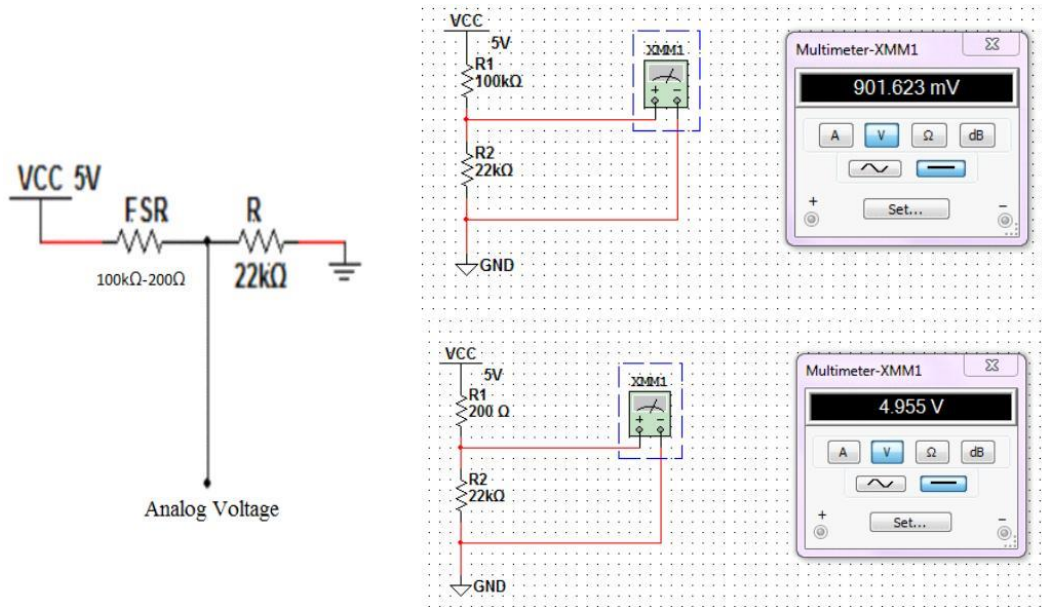 VCC 5V
FSR
R
100kΩ-200Ω
22kΩ
Analog Voltage
VCC
5V
R1
100kΩ
R2
22kΩ
GND
XMM1
+ −
Multimeter-XMM1
901.623 mV
A V Ω dB
+ Set... −
VCC
5V
R1
200 Ω
R2
22kΩ
GND
XMM1
+ −
Multimeter-XMM1
4.955 V
A V Ω dB
+ Set... −